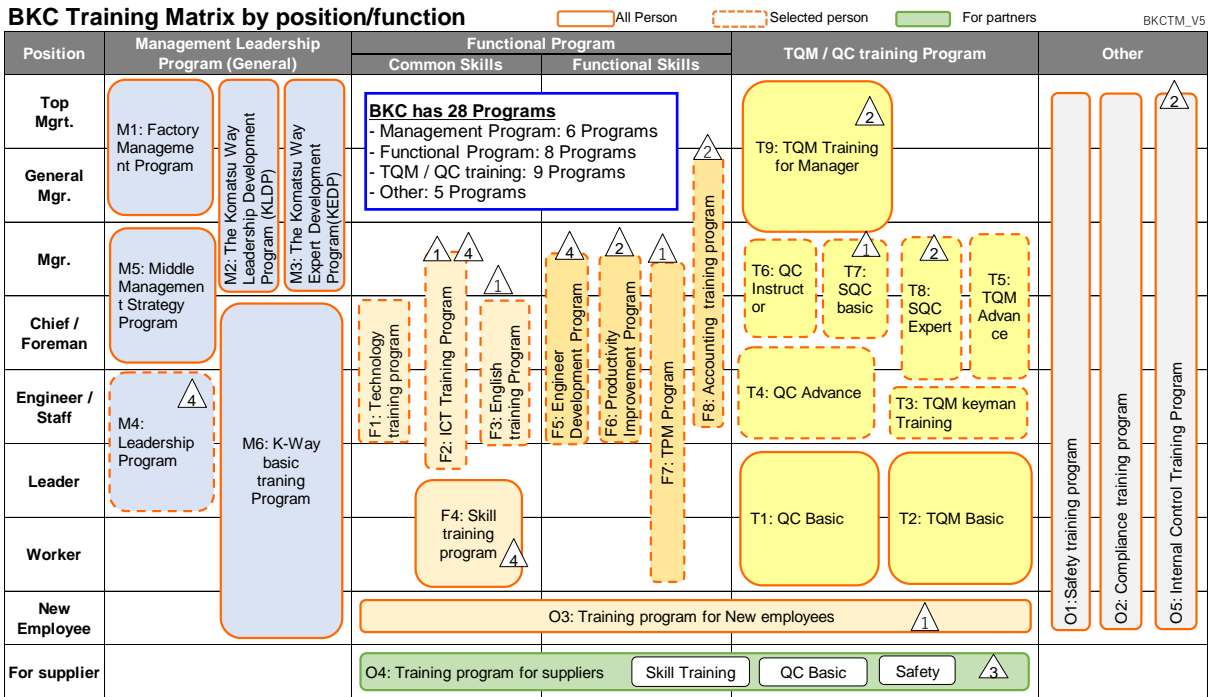 BKC Training Matrix by position/function
All Person
Selected person
For partners
BKCTM_V5
Position
Management Leadership
Program (General)
Functional Program
Common Skills
Functional Skills
TQM / QC training Program
Other
Top
Mgrt.
General
Mgr.
Mgr.
Chief /
Foreman
Engineer /
Staff
Leader
Worker
New
Employee
For supplier
M1: Factory
Manageme
nt Program
M2: The Komatsu Way
Leadership Development
Program (KLDP)
M3: The Komatsu Way
Expert Development
Program(KEDP)
M5: Middle
Managemen
t Strategy
Program
4
M4:
Leadership
Program
M6: K-Way
basic
traning
Program
BKC has 28 Programs
- Management Program: 6 Programs
- Functional Program: 8 Programs
- TQM / QC training: 9 Programs
- Other: 5 Programs
F1: Technology
training program
1
4
F2: ICT Training Program
1
F3: English
training Program
F4: Skill
training
program
4
4
F5: Engineer
Development Program
2
F6: Productivity
Improvement Program
1
F7: TPM Program
2
F8: Accounting training program
2
T9: TQM Training
for Manager
T6: QC
Instruct
or
1
T7:
SQC
basic
2
T8:
SQC
Expert
T5:
TQM
Advan
ce
T4: QC Advance
T3: TQM keyman
Training
T1: QC Basic
T2: TQM Basic
O1:Safety training program
O2: Compliance training program
2
O5: Internal Control Training Program
O3: Training program for New employees
1
O4: Training program for suppliers
Skill Training
QC Basic
Safety
3